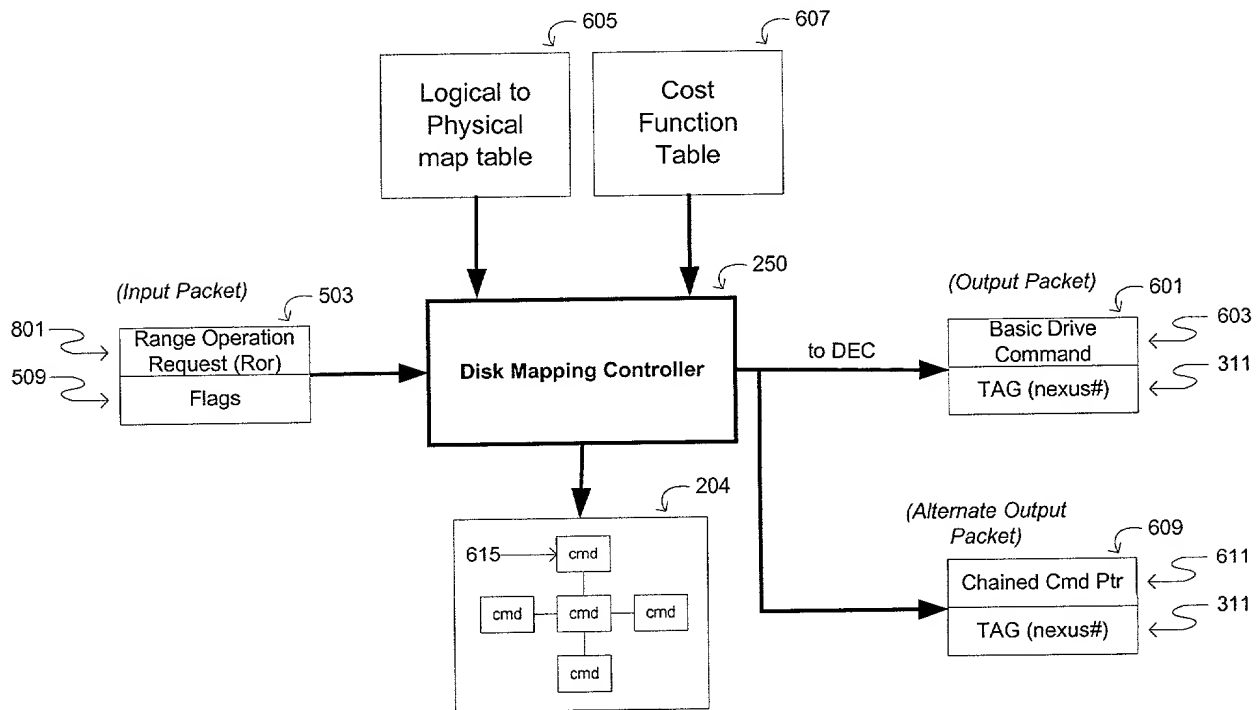 605
607
Logical to
Physical
map table
Cost
Function
Table
250
(Input Packet)
503
801
Range Operation
Request (Ror)
509
Flags
Disk Mapping Controller
to DEC
(Output Packet)
601
603
Basic Drive
Command
TAG (nexus#)
311
204
615
cmd
cmd
cmd
cmd
cmd
(Alternate Output
Packet)
609
611
Chained Cmd Ptr
TAG (nexus#)
311